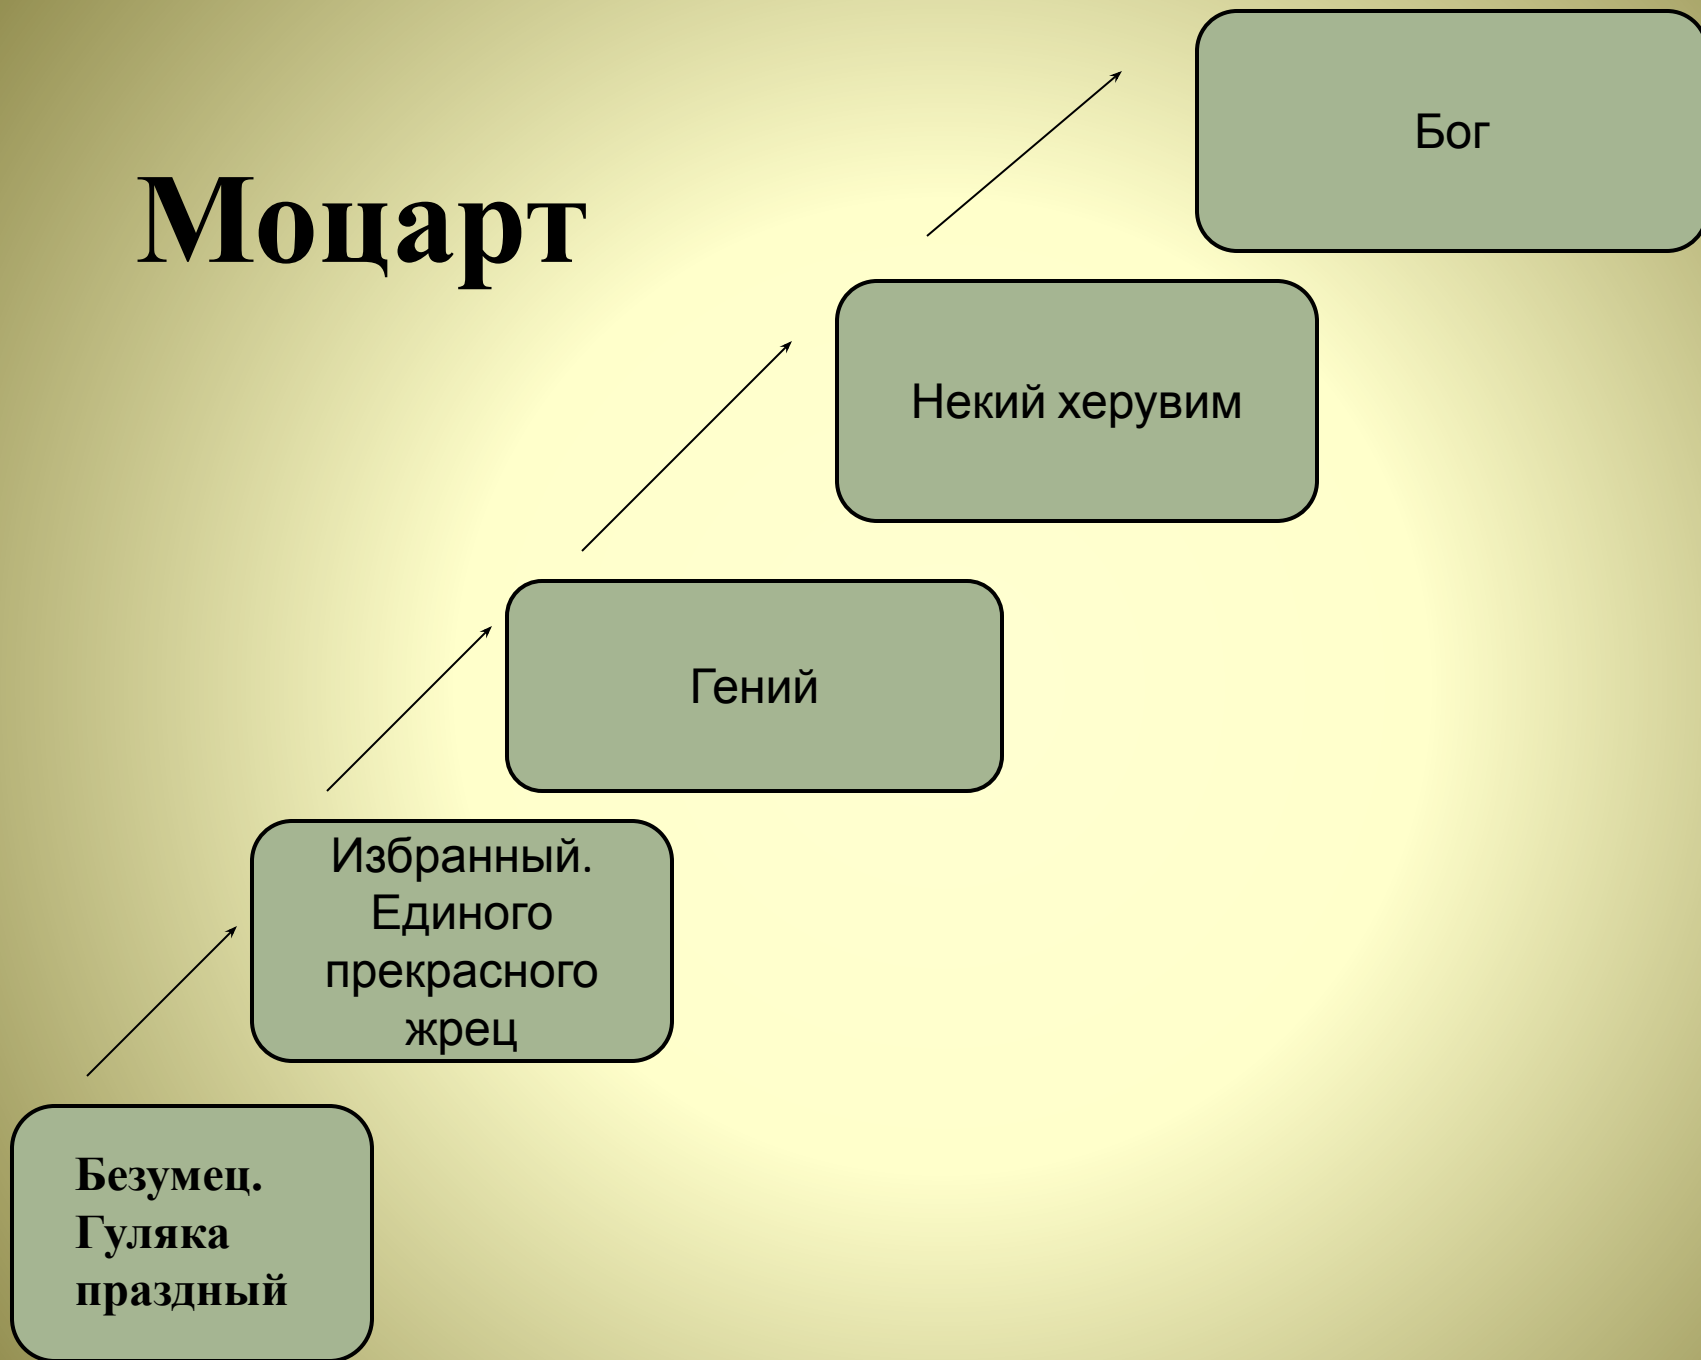 Бог
Моцарт
Некий херувим
Гений
Избранный.
Единого
прекрасного
жрец
Безумец.
Гуляка
праздный